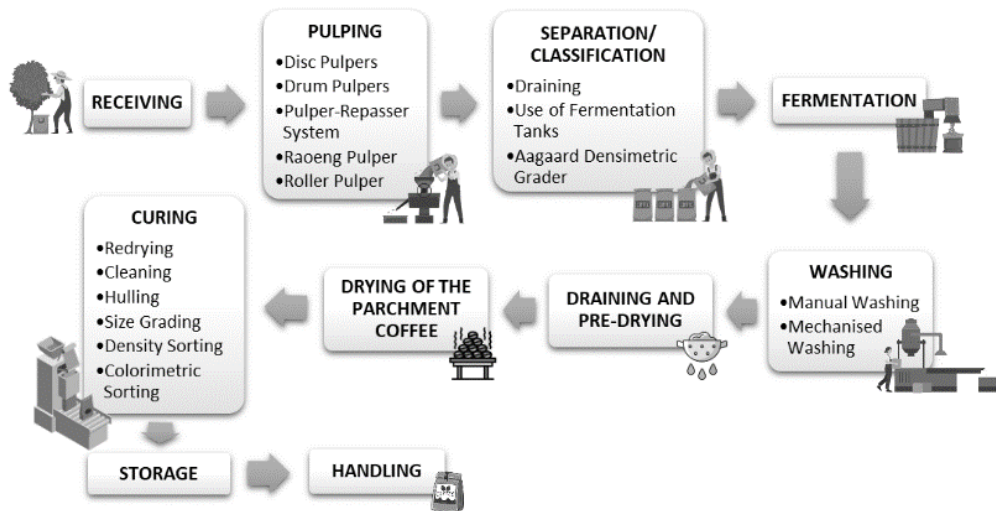 RECEIVING
PULPING
•Disc Pulpers
•Drum Pulpers
•Pulper-Repasser
System
•Raoeng Pulper
•Roller Pulper
SEPARATION/
CLASSIFICATION
•Draining
•Use of Fermentation
Tanks
•Aagaard Densimetric
Grader
FERMENTATION
WASHING
•Manual Washing
•Mechanised
Washing
DRAINING AND
PRE-DRYING
DRYING OF THE
PARCHMENT
COFFEE
CURING
•Redrying
•Cleaning
•Hulling
•Size Grading
•Density Sorting
•Colorimetric
Sorting
STORAGE
HANDLING